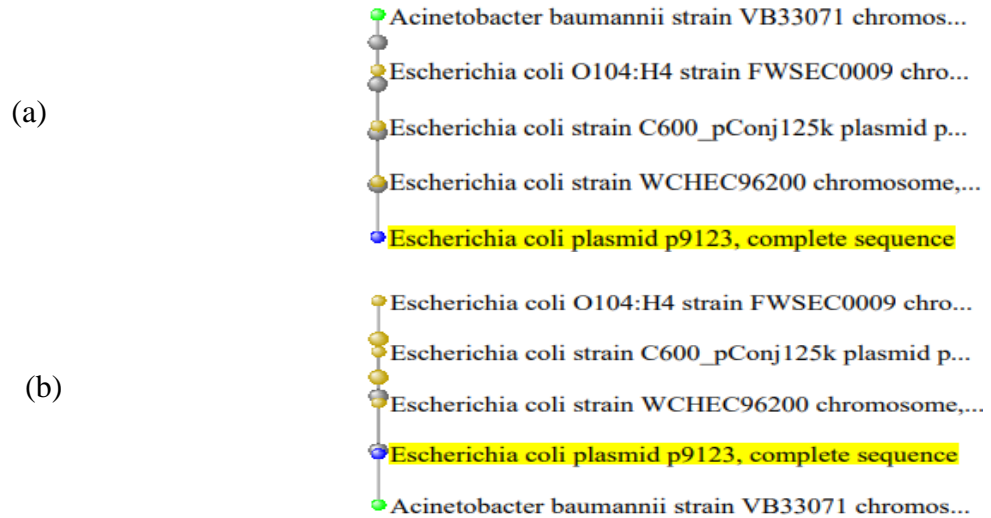 (a)
Acinetobacter baumannii strain VB33071 chromos...
Escherichia coli O104:H4 strain FWSEC0009 chro...
Escherichia coli strain C600_pConj125k plasmid p...
Escherichia coli strain WCHEC96200 chromosome,...
Escherichia coli plasmid p9123, complete sequence
(b)
Escherichia coli O104:H4 strain FWSEC0009 chro...
Escherichia coli strain C600_pConj125k plasmid p...
Escherichia coli strain WCHEC96200 chromosome,...
Escherichia coli plasmid p9123, complete sequence
Acinetobacter baumannii strain VB33071 chromos...